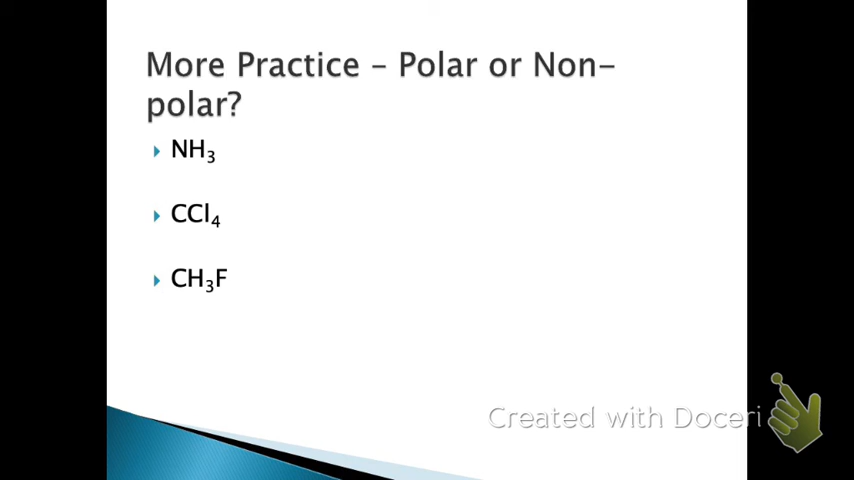 More Practice – Polar or Non-
polar?
NH₃
CCl₄
CH₃F
Created with Doceri